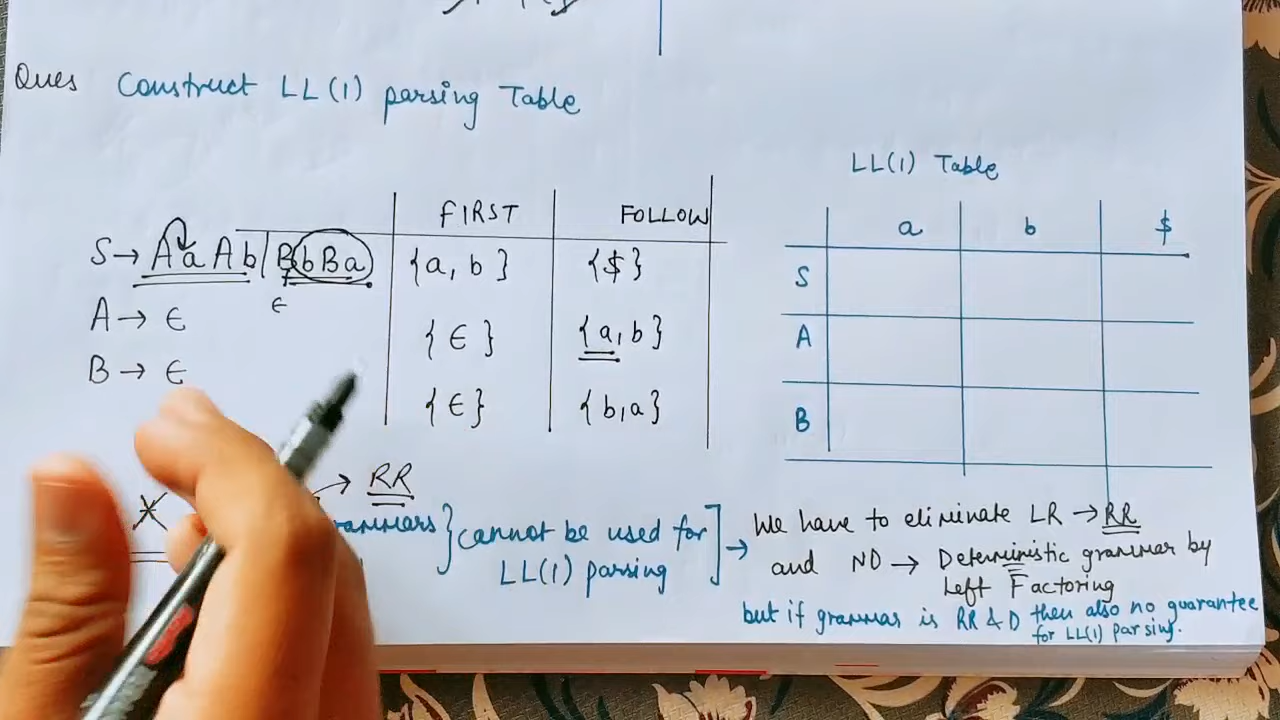 Ques Construct LL(1) parsing Table
LL(1) Table
FIRST FOLLOW
a b $
S → AaAb | BbBa {a, b} {$}
ϵ
S
A → ϵ {ϵ} {a, b}
A
B → ϵ {ϵ} {b, a}
B
→ RR
grammars } cannot be used for LL(1) parsing ] →
We have to eliminate LR → RR
and ND → Deterministic grammar by
Left Factoring
but if grammar is RR & D then also no guarantee
for LL(1) parsing.